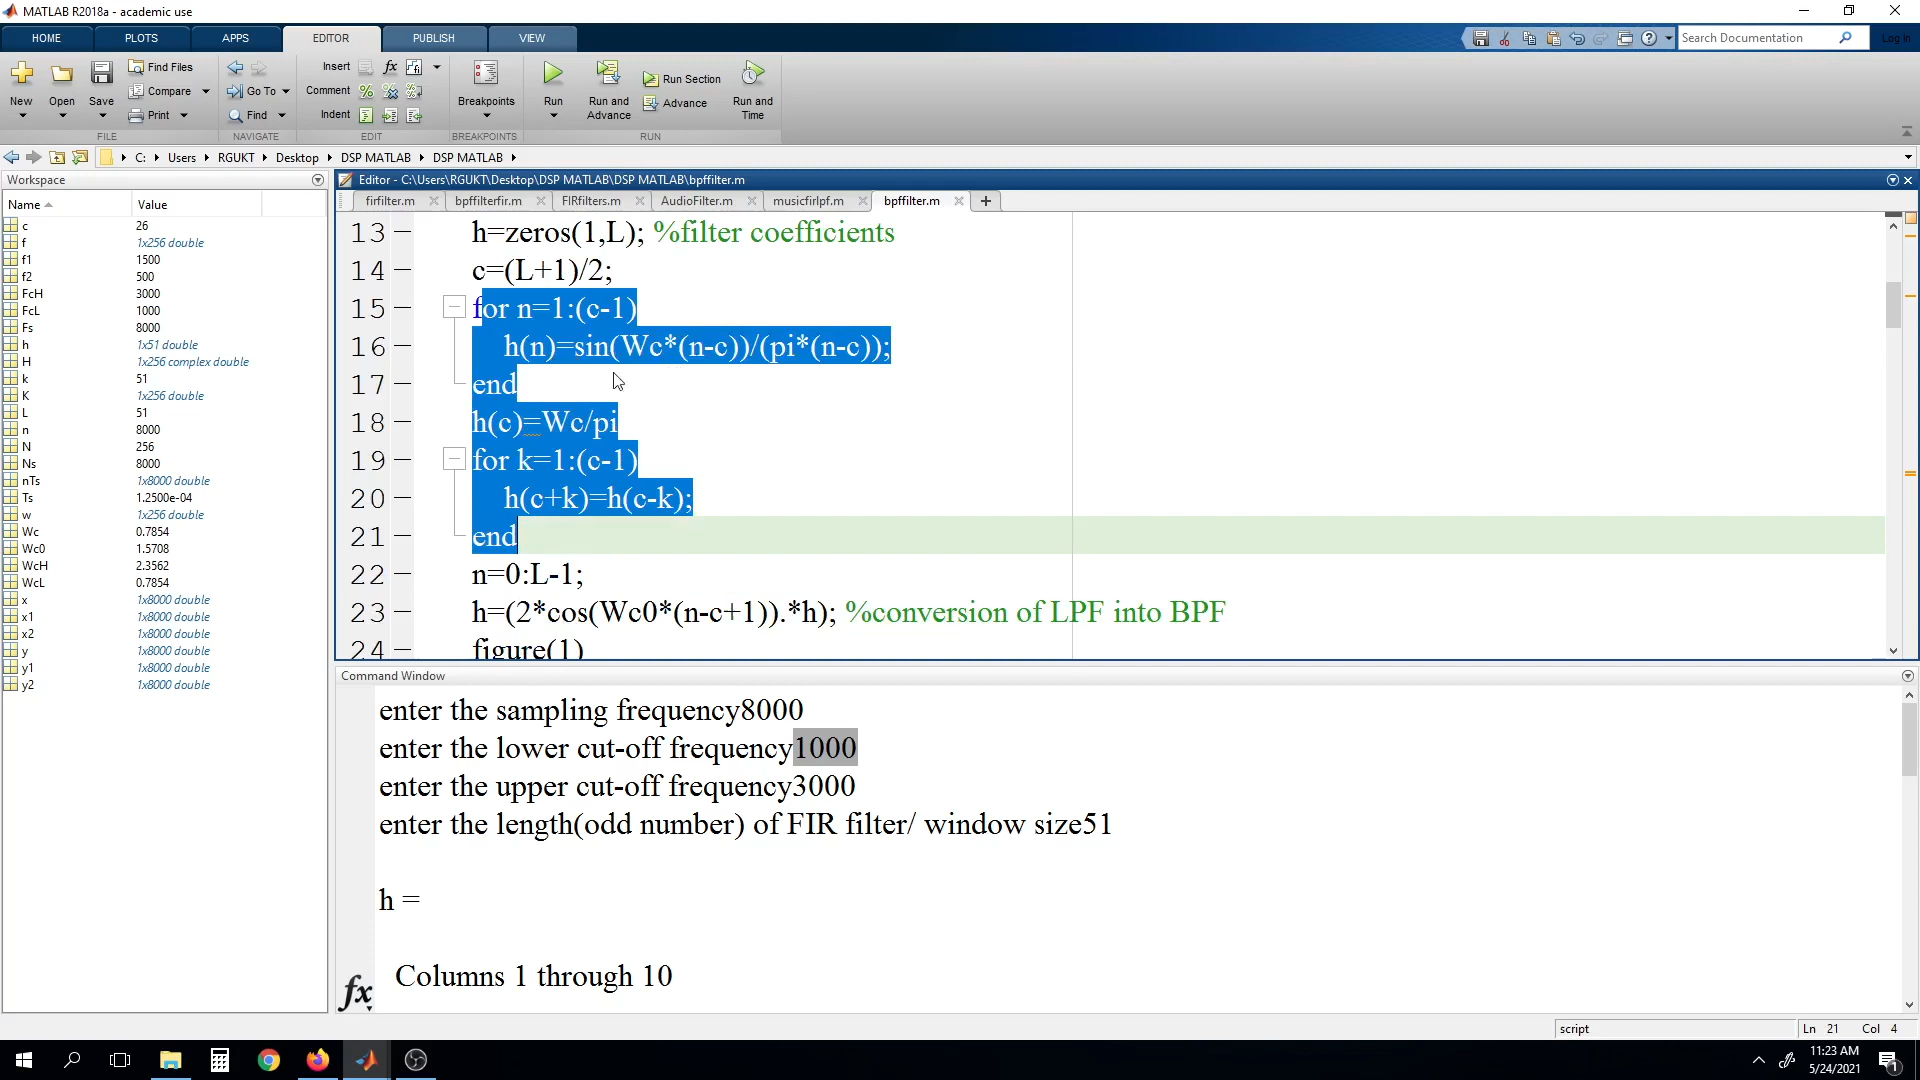 MATLAB R2018a - academic use
HOME PLOTS APPS EDITOR PUBLISH VIEW
Search Documentation
Log In
New Open Save Find Files Compare Print
Go To Find
Insert fx
Comment
Indent
Breakpoints
Run Run and Advance Run Section Advance Run and Time
FILE NAVIGATE EDIT BREAKPOINTS RUN
C: Users RGUKT Desktop DSP MATLAB DSP MATLAB
Workspace
Name Value
c 26
f 1x256 double
f1 1500
f2 500
FcH 3000
FcL 1000
Fs 8000
h 1x51 double
H 1x256 complex double
k 51
K 1x256 double
L 51
n 8000
N 256
Ns 8000
nTs 1x8000 double
Ts 1.2500e-04
w 1x256 double
Wc 0.7854
Wc0 1.5708
WcH 2.3562
WcL 0.7854
x 1x8000 double
x1 1x8000 double
x2 1x8000 double
y 1x8000 double
y1 1x8000 double
y2 1x8000 double
Editor - C:\Users\RGUKT\Desktop\DSP MATLAB\DSP MATLAB\bpffilter.m
firfilter.m bpffilterfir.m FIRfilters.m AudioFilter.m musicfirlpf.m bpffilter.m
13 h=zeros(1,L); %filter coefficients
14 c=(L+1)/2;
15 for n=1:(c-1)
16 h(n)=sin(Wc*(n-c))/(pi*(n-c));
17 end
18 h(c)=Wc/pi
19 for k=1:(c-1)
20 h(c+k)=h(c-k);
21 end
22 n=0:L-1;
23 h=(2*cos(Wc0*(n-c+1)).*h); %conversion of LPF into BPF
24 figure(1)
Command Window
enter the sampling frequency8000
enter the lower cut-off frequency1000
enter the upper cut-off frequency3000
enter the length(odd number) of FIR filter/ window size51
h =
Columns 1 through 10
fx
script
Ln 21 Col 4
11:23 AM
5/24/2021
1